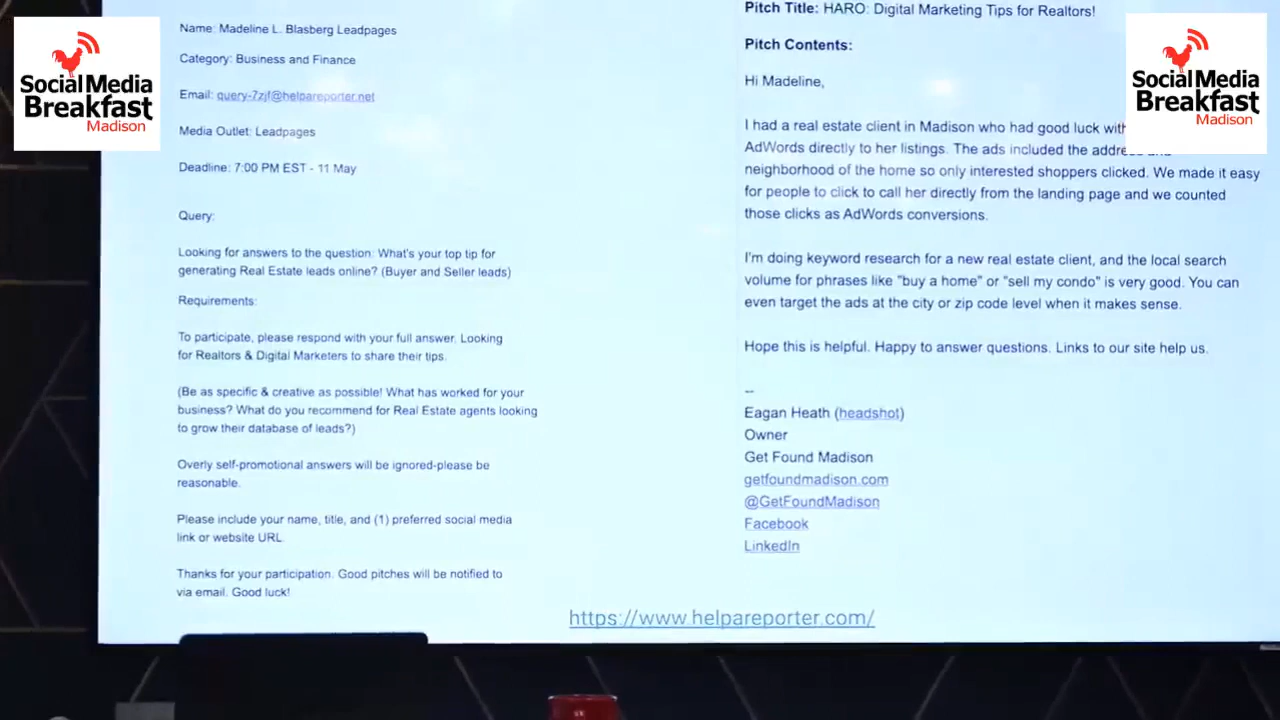 Social Media
Breakfast
Madison
Name: Madeline L. Blasberg Leadpages
Category: Business and Finance
Email: query-7zjf@helpareporter.net
Media Outlet: Leadpages
Deadline: 7:00 PM EST - 11 May
Query:
Looking for answers to the question: What's your top tip for
generating Real Estate leads online? (Buyer and Seller leads)
Requirements:
To participate, please respond with your full answer. Looking
for Realtors & Digital Marketers to share their tips.
(Be as specific & creative as possible! What has worked for your
business? What do you recommend for Real Estate agents looking
to grow their database of leads?)
Overly self-promotional answers will be ignored-please be
reasonable.
Please include your name, title, and (1) preferred social media
link or website URL.
Thanks for your participation. Good pitches will be notified to
via email. Good luck!
Pitch Title: HARO: Digital Marketing Tips for Realtors!
Pitch Contents:
Hi Madeline,
I had a real estate client in Madison who had good luck with
AdWords directly to her listings. The ads included the address and
neighborhood of the home so only interested shoppers clicked. We made it easy
for people to click to call her directly from the landing page and we counted
those clicks as AdWords conversions.
I'm doing keyword research for a new real estate client, and the local search
volume for phrases like "buy a home" or "sell my condo" is very good. You can
even target the ads at the city or zip code level when it makes sense.
Hope this is helpful. Happy to answer questions. Links to our site help us.
--
Eagan Heath (headshot)
Owner
Get Found Madison
getfoundmadison.com
@GetFoundMadison
Facebook
LinkedIn
https://www.helpareporter.com/
Social Media
Breakfast
Madison